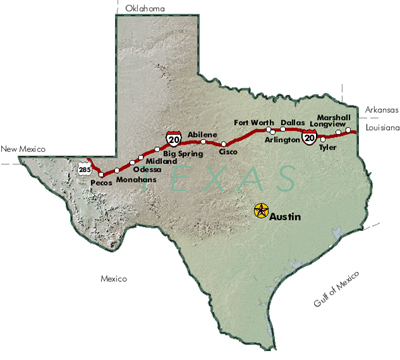 Oklahoma
Arkansas
Louisiana
New Mexico
Mexico
Gulf of Mexico
TEXAS
20
20
285
Pecos
Monahans
Odessa
Midland
Big Spring
Abilene
Cisco
Fort Worth
Dallas
Arlington
Tyler
Longview
Marshall
Austin